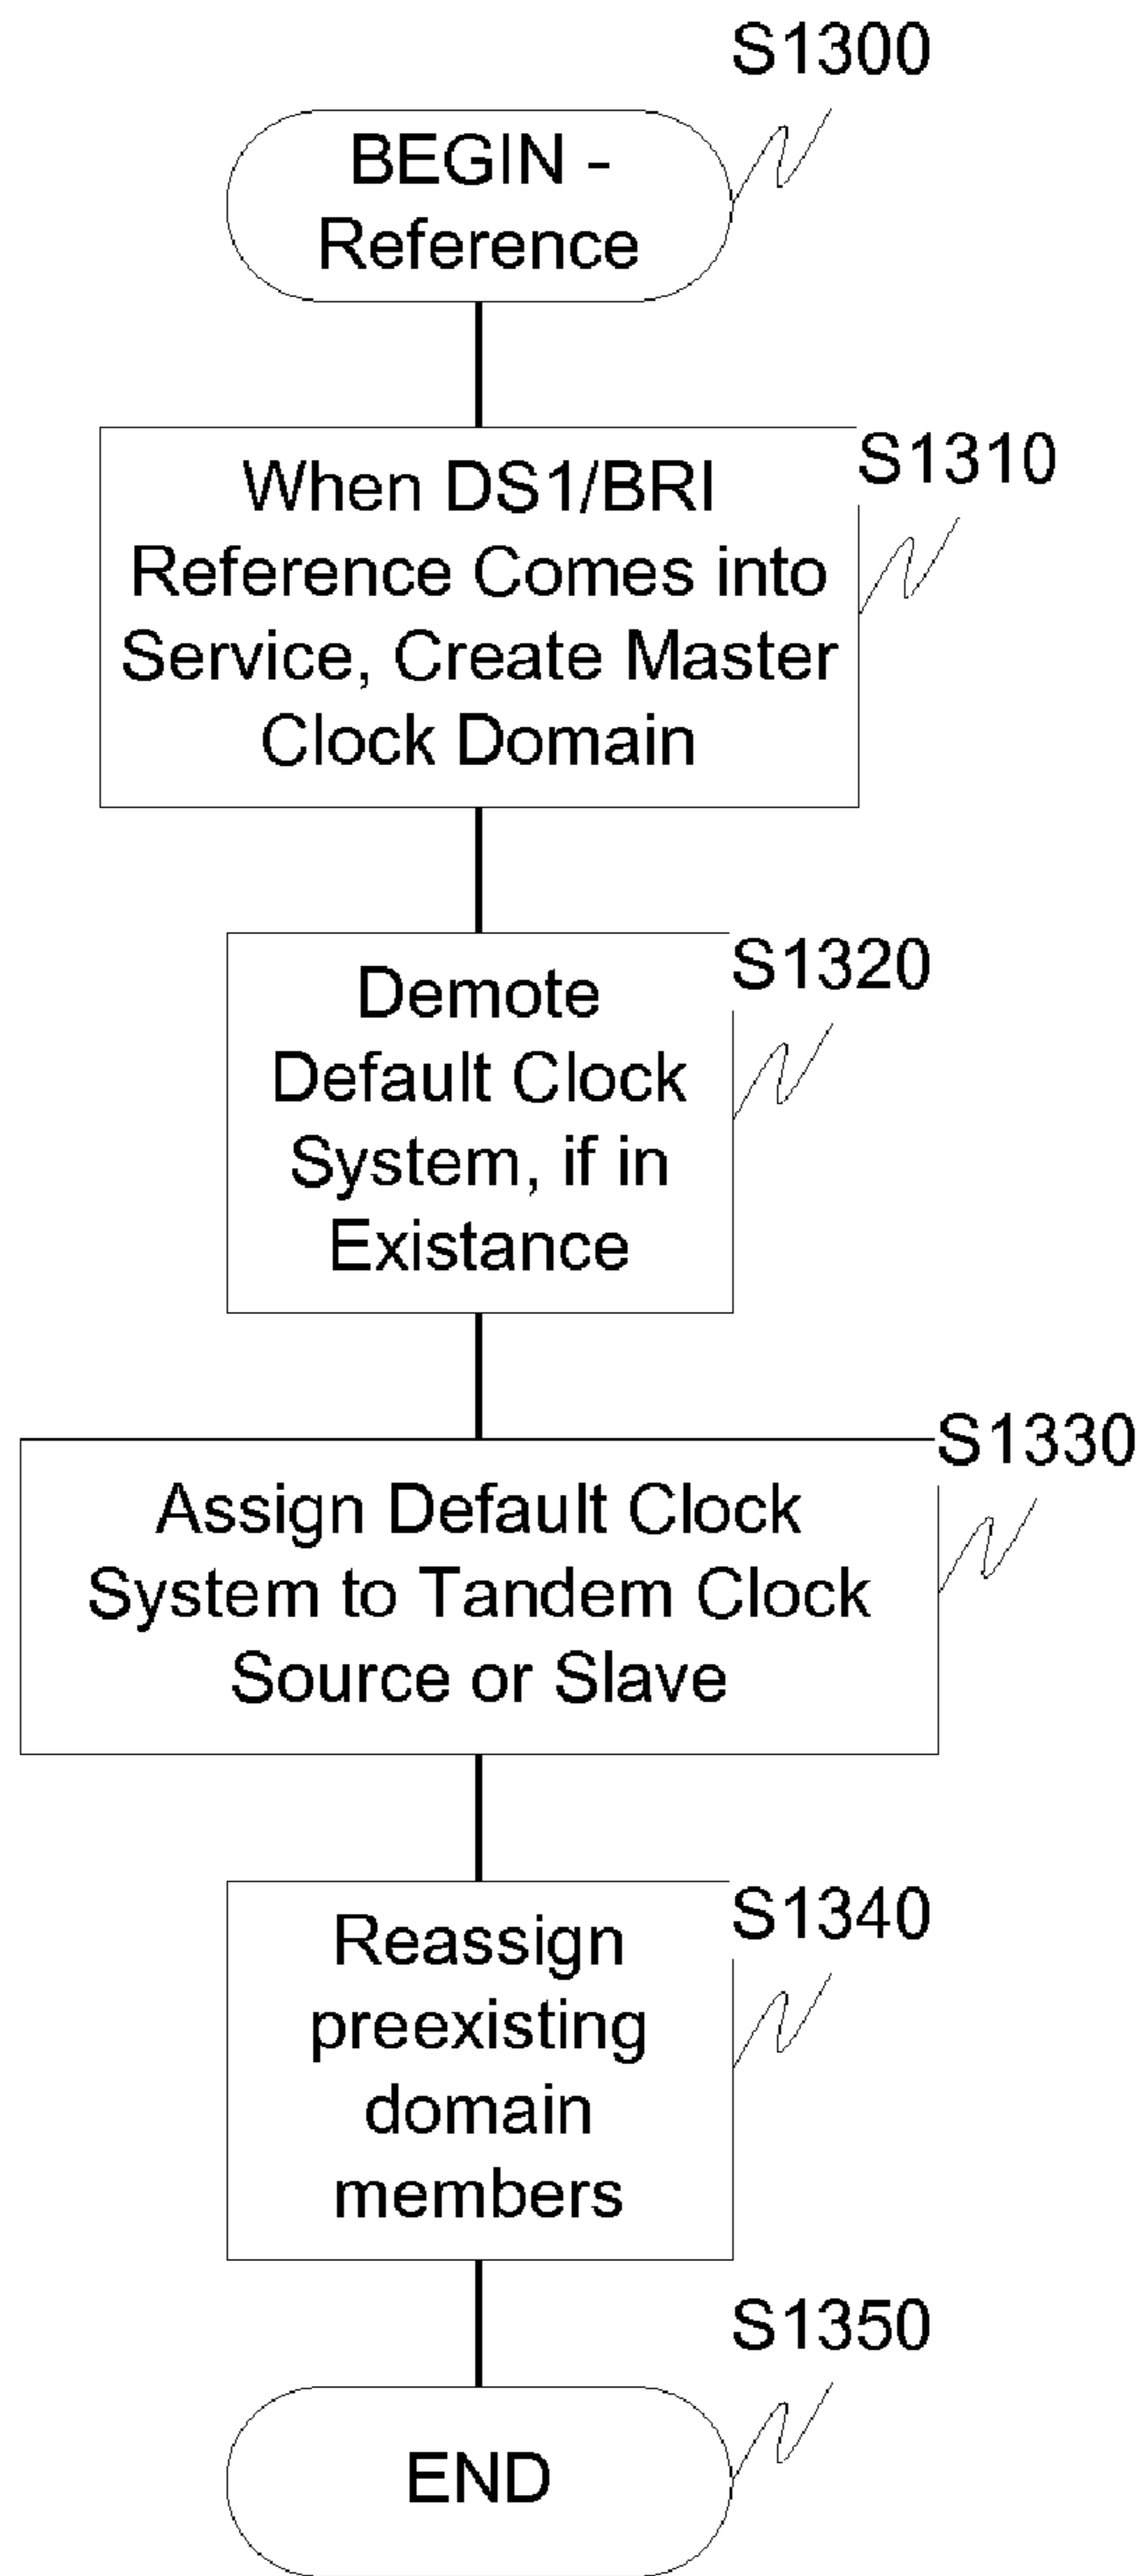 S1300
BEGIN -
Reference
S1310
When DS1/BRI
Reference Comes into
Service, Create Master
Clock Domain
S1320
Demote
Default Clock
System, if in
Existance
S1330
Assign Default Clock
System to Tandem Clock
Source or Slave
S1340
Reassign
preexisting
domain
members
S1350
END